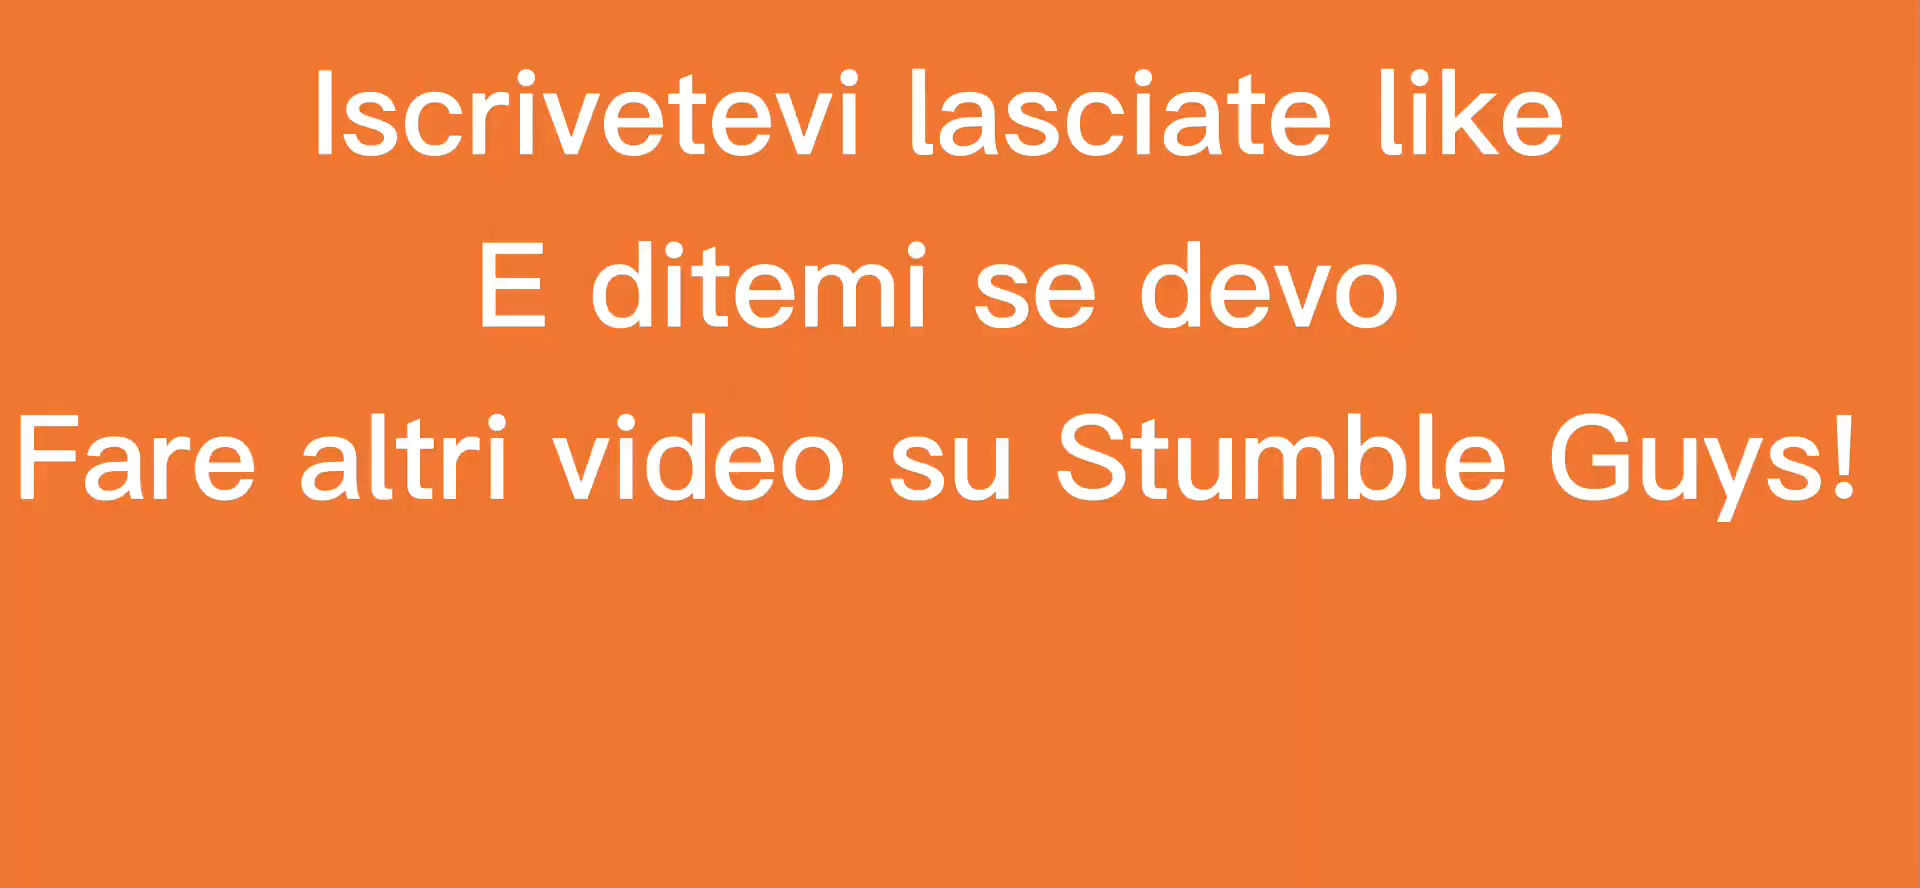 Iscrivetevi lasciate like
E ditemi se devo
Fare altri video su Stumble Guys!